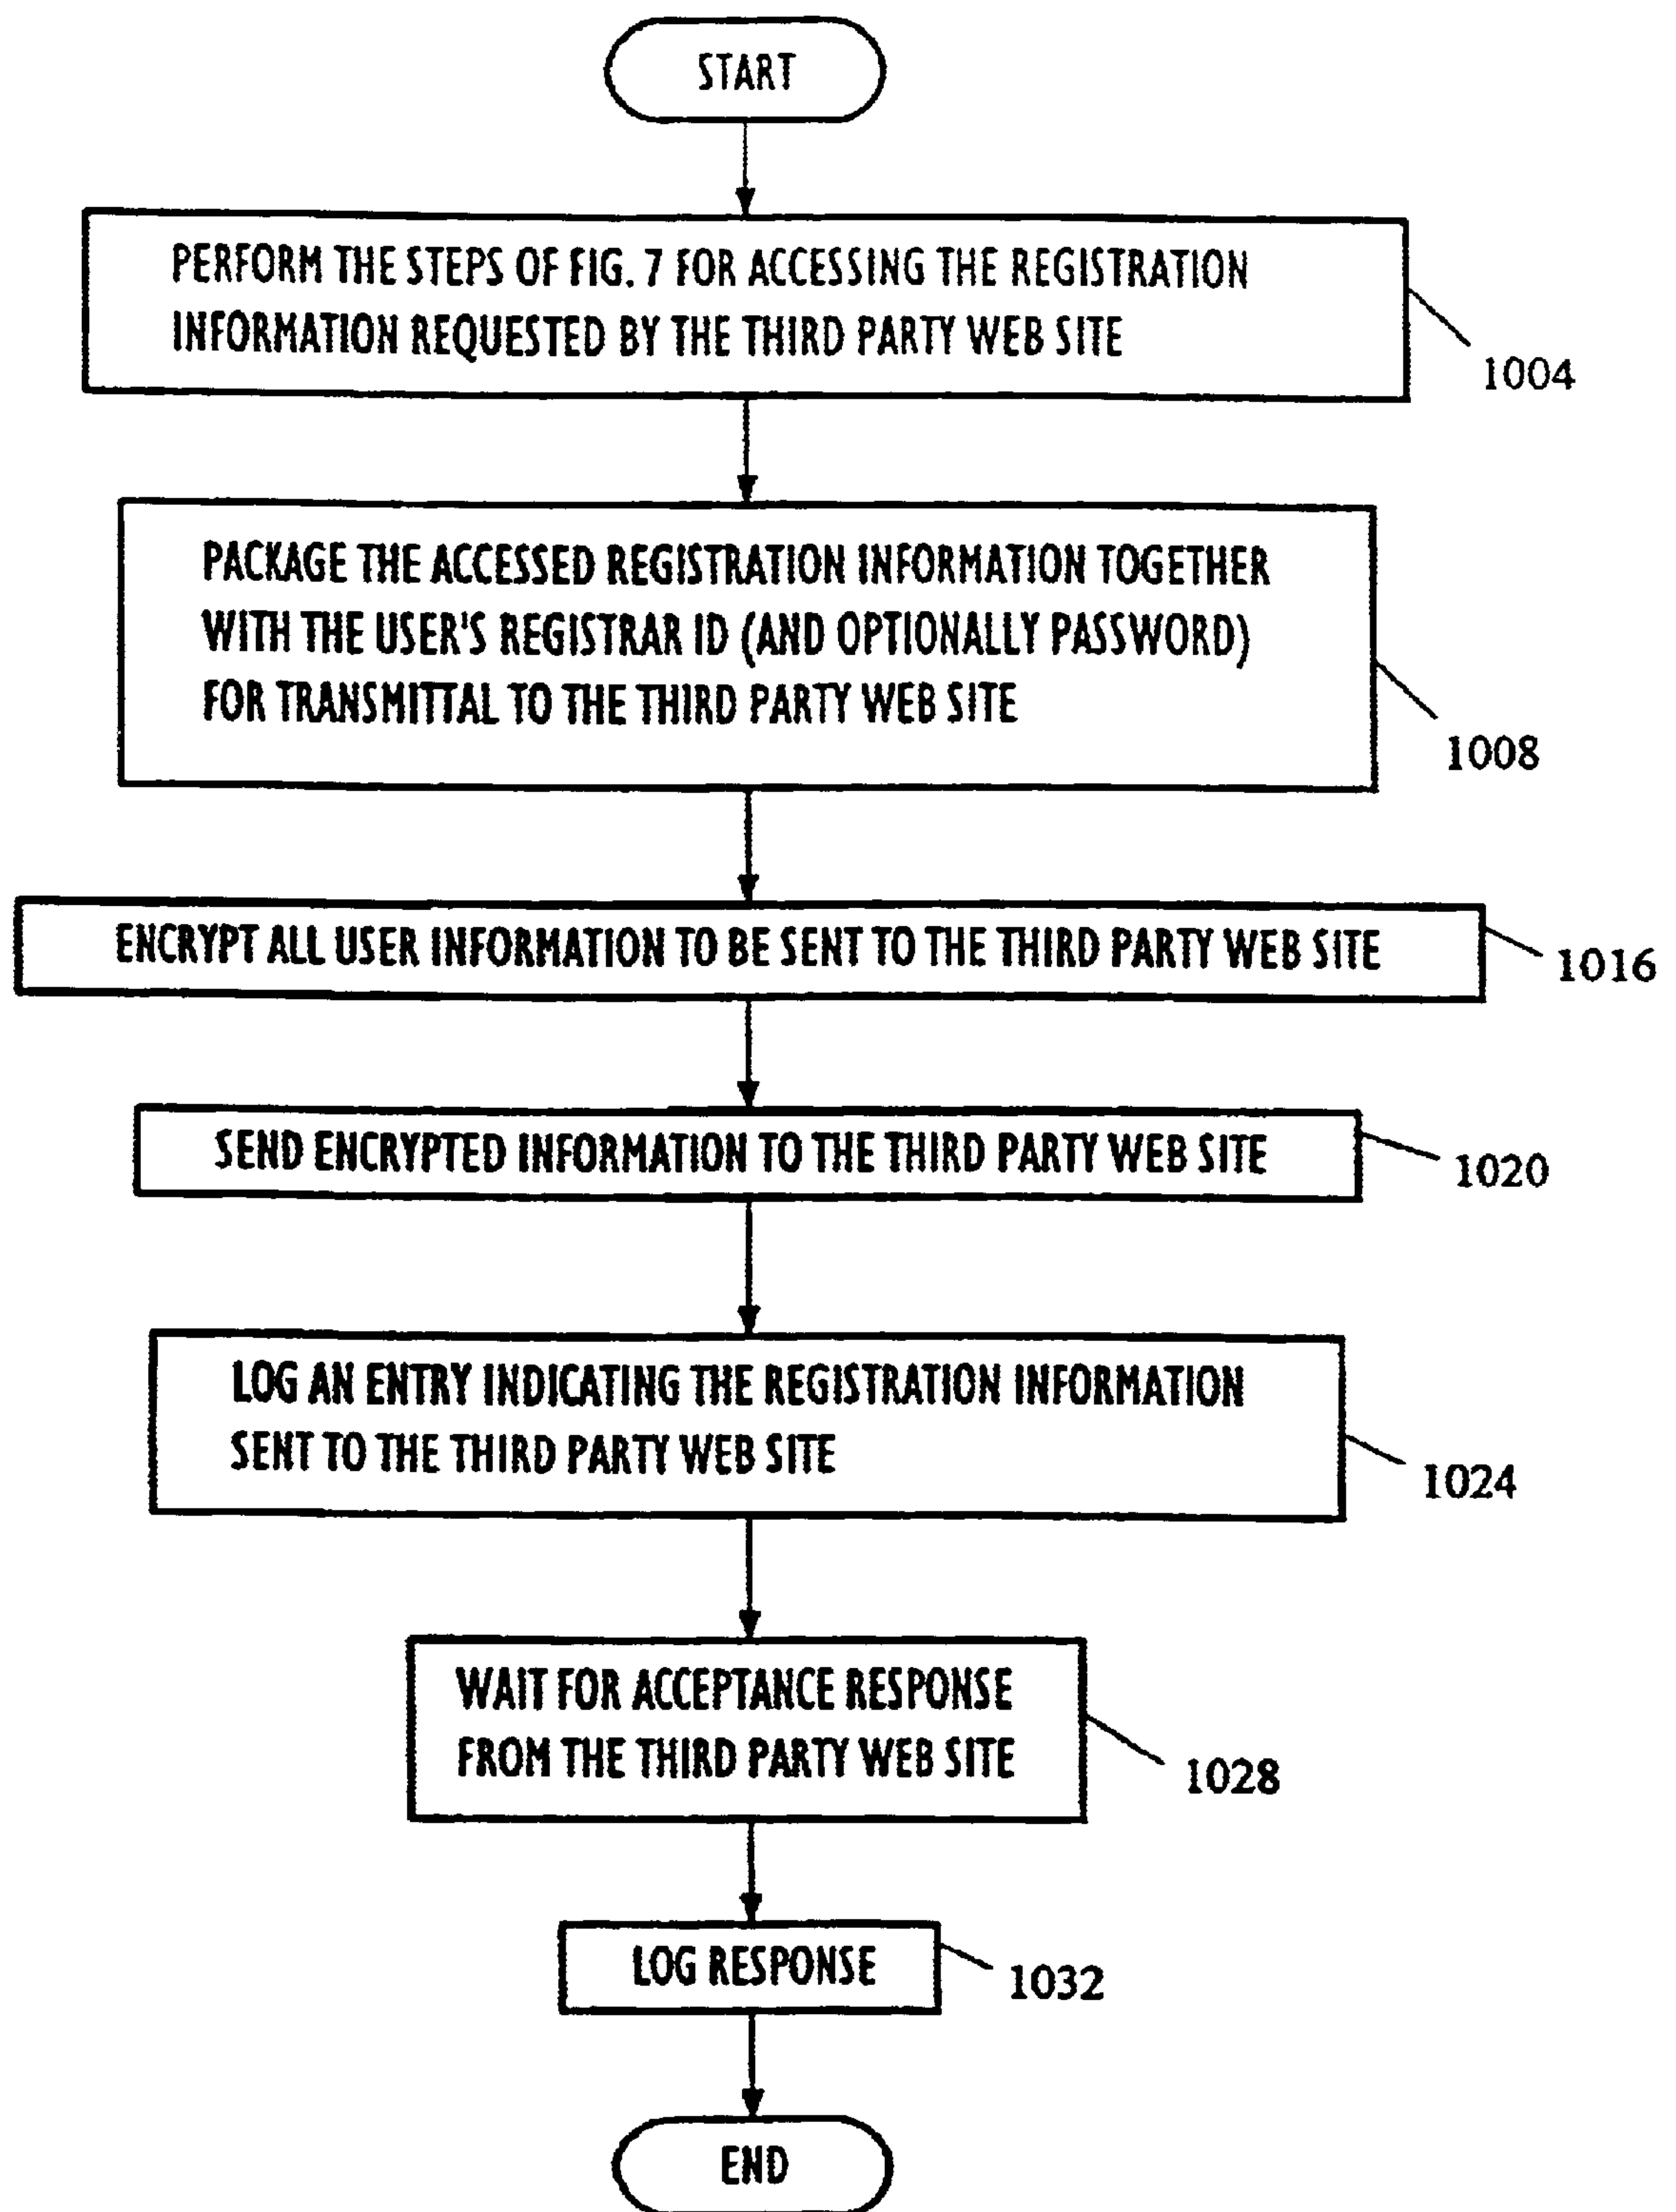 START
PERFORM THE STEPS OF FIG. 7 FOR ACCESSING THE REGISTRATION
INFORMATION REQUESTED BY THE THIRD PARTY WEB SITE
1004
PACKAGE THE ACCESSED REGISTRATION INFORMATION TOGETHER
WITH THE USER'S REGISTRAR ID (AND OPTIONALLY PASSWORD)
FOR TRANSMITTAL TO THE THIRD PARTY WEB SITE
1008
ENCRYPT ALL USER INFORMATION TO BE SENT TO THE THIRD PARTY WEB SITE
1016
SEND ENCRYPTED INFORMATION TO THE THIRD PARTY WEB SITE
1020
LOG AN ENTRY INDICATING THE REGISTRATION INFORMATION
SENT TO THE THIRD PARTY WEB SITE
1024
WAIT FOR ACCEPTANCE RESPONSE
FROM THE THIRD PARTY WEB SITE
1028
LOG RESPONSE
1032
END